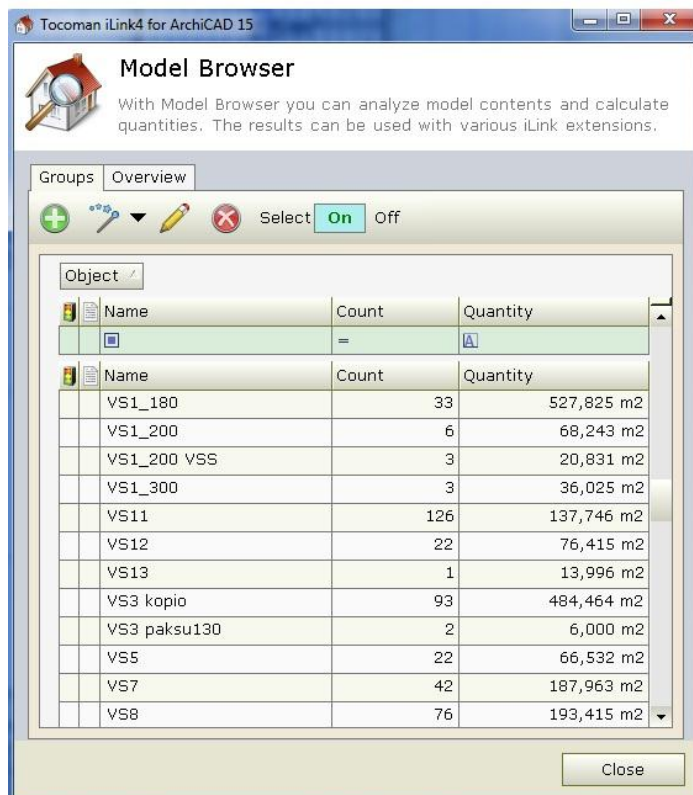 Tocoman iLink4 for ArchiCAD 15
Model Browser
With Model Browser you can analyze model contents and calculate
quantities. The results can be used with various iLink extensions.
Groups Overview
Select On Off
Object
Name Count Quantity
= A
Name Count Quantity
VS1_180 33 527,825 m2
VS1_200 6 68,243 m2
VS1_200 VSS 3 20,831 m2
VS1_300 3 36,025 m2
VS11 126 137,746 m2
VS12 22 76,415 m2
VS13 1 13,996 m2
VS3 kopio 93 484,464 m2
VS3 paksu130 2 6,000 m2
VS5 22 66,532 m2
VS7 42 187,963 m2
VS8 76 193,415 m2
Close